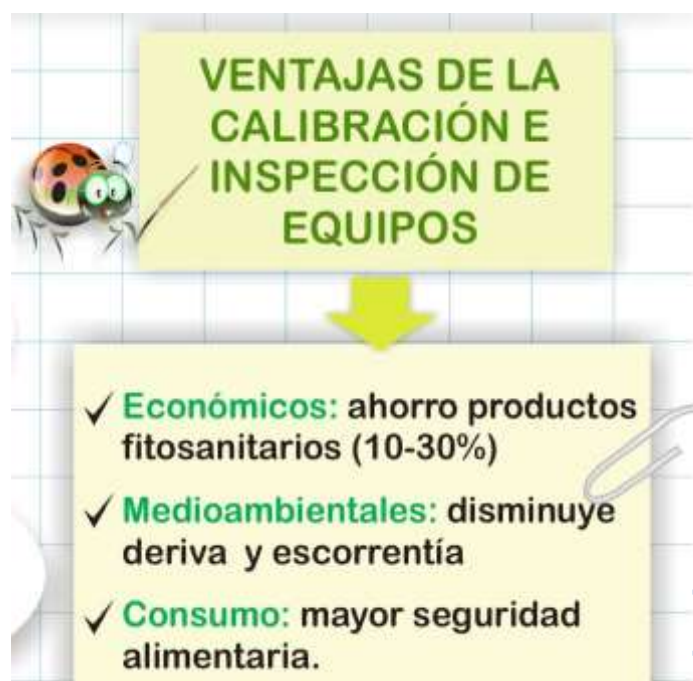 VENTAJAS DE LA
CALIBRACIÓN E
INSPECCIÓN DE
EQUIPOS
✓ Económicos: ahorro productos
fitosanitarios (10-30%)
✓ Medioambientales: disminuye
deriva y escorrentía
✓ Consumo: mayor seguridad
alimentaria.